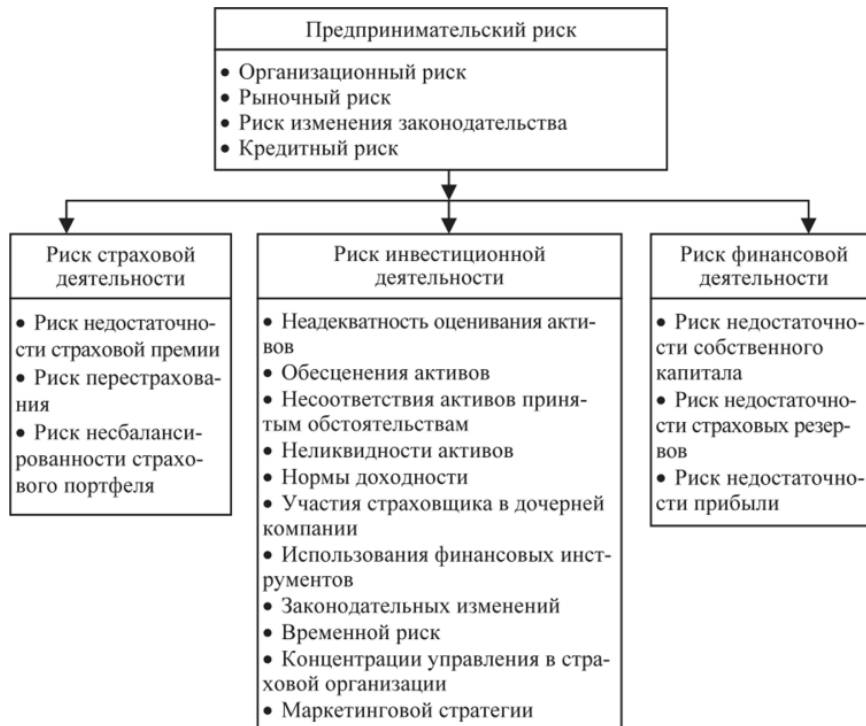 Предпринимательский риск
• Организационный риск
• Рыночный риск
• Риск изменения законодательства
• Кредитный риск
Риск страховой
деятельности
• Риск недостаточно-
сти страховой премии
• Риск перестрахова-
ния
• Риск несбалансиро-
рованности страхо-
вого портфеля
Риск инвестиционной
деятельности
• Неадекватность оценивания акти-
вов
• Обесценения активов
• Несоответствия активов приня-
тым обстоятельствам
• Неликвидности активов
• Нормы доходности
• Участия страховщика в дочерней
компании
• Использования финансовых инст-
рументов
• Законодательных изменений
• Временной риск
• Концентрации управления в стра-
ховой организации
• Маркетинговой стратегии
Риск финансовой
деятельности
• Риск недостаточно-
сти собственного
капитала
• Риск недостаточно-
сти страховых резер-
вов
• Риск недостаточно-
сти прибыли